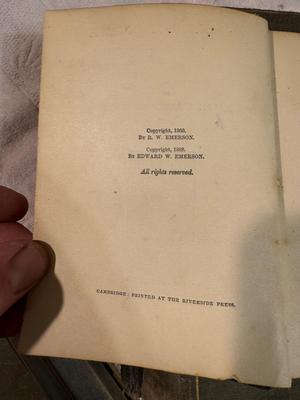 Copyright, 1860,
BY R. W. EMERSON.
Copyright, 1888,
BY EDWARD W. EMERSON.
All rights reserved.
CAMBRIDGE: PRINTED AT THE RIVERSIDE PRESS.